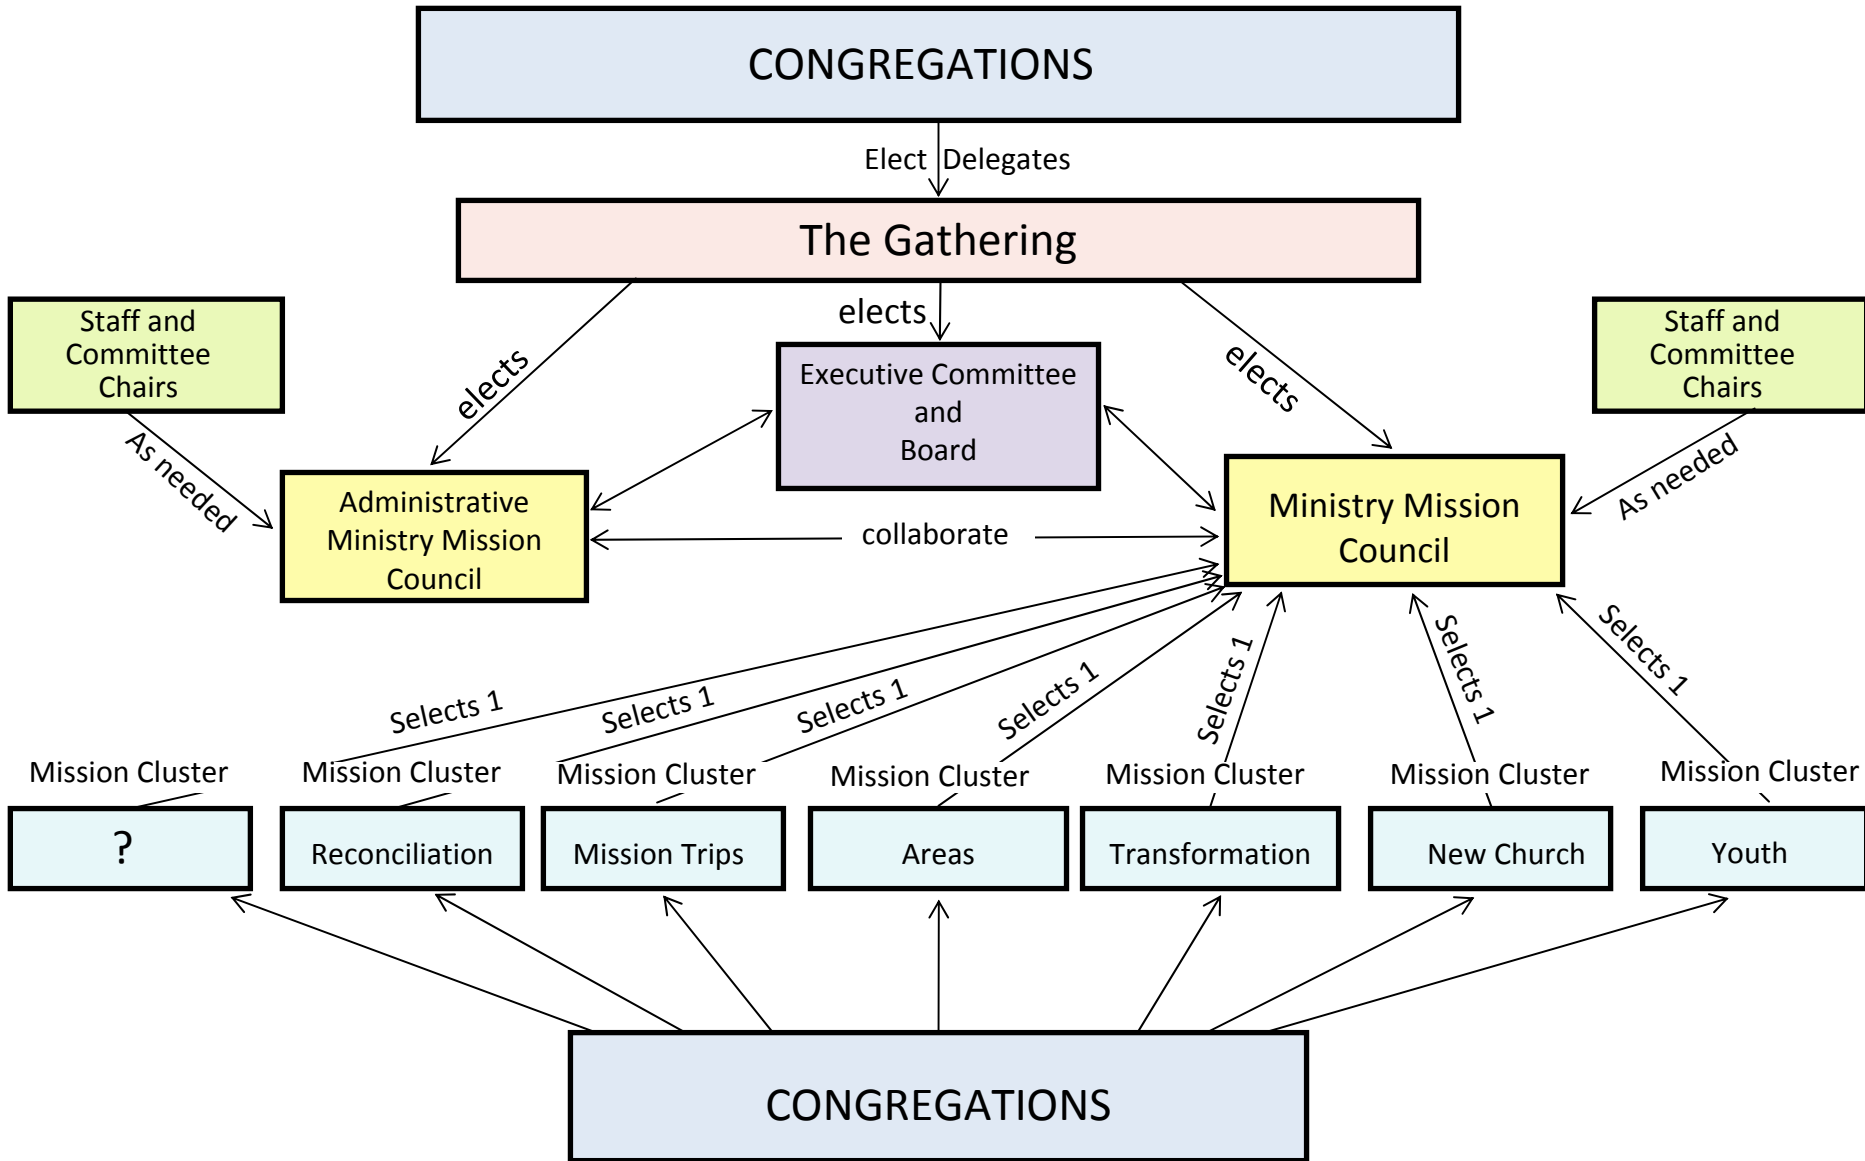 CONGREGATIONS
Elect Delegates
The Gathering
elects
elects
elects
Staff and
Committee
Chairs
As needed
Executive Committee
and
Board
Staff and
Committee
Chairs
As needed
Administrative
Ministry Mission
Council
collaborate
Ministry Mission
Council
Selects 1
Selects 1
Selects 1
Selects 1
Selects 1
Selects 1
Selects 1
Mission Cluster
Mission Cluster
Mission Cluster
Mission Cluster
Mission Cluster
Mission Cluster
Mission Cluster
?
Reconciliation
Mission Trips
Areas
Transformation
New Church
Youth
CONGREGATIONS